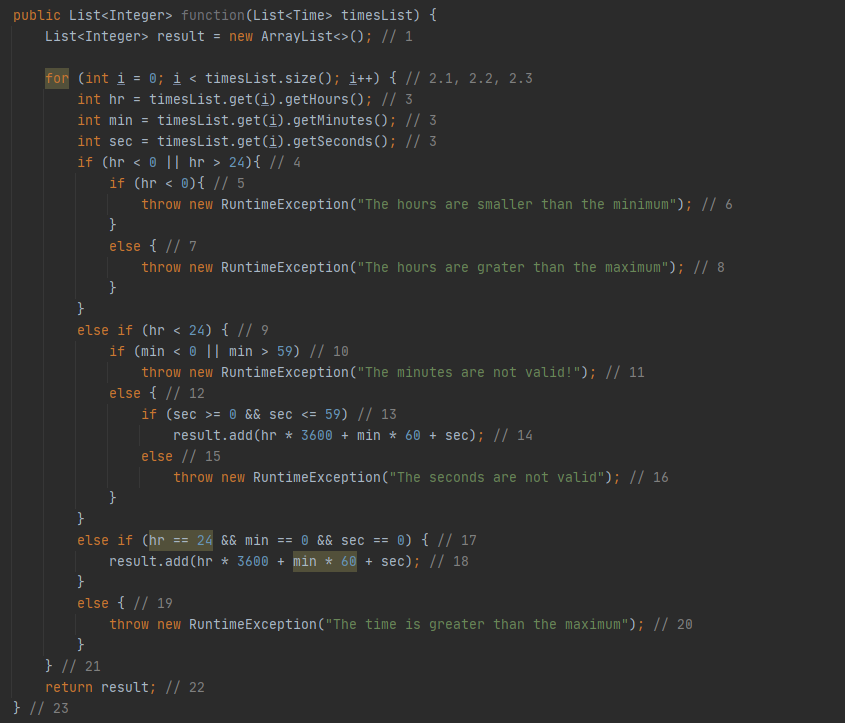 public List<Integer> function(List<Time> timesList) {
    List<Integer> result = new ArrayList<>(); // 1

    for (int i = 0; i < timesList.size(); i++) { // 2.1, 2.2, 2.3
        int hr = timesList.get(i).getHours(); // 3
        int min = timesList.get(i).getMinutes(); // 3
        int sec = timesList.get(i).getSeconds(); // 3
        if (hr < 0 || hr > 24){ // 4
            if (hr < 0){ // 5
                throw new RuntimeException("The hours are smaller than the minimum"); // 6
            }
            else { // 7
                throw new RuntimeException("The hours are grater than the maximum"); // 8
            }
        }
        else if (hr < 24) { // 9
            if (min < 0 || min > 59) // 10
                throw new RuntimeException("The minutes are not valid!"); // 11
            else { // 12
                if (sec >= 0 && sec <= 59) // 13
                    result.add(hr * 3600 + min * 60 + sec); // 14
                else // 15
                    throw new RuntimeException("The seconds are not valid"); // 16
            }
        }
        else if (hr == 24 && min == 0 && sec == 0) { // 17
            result.add(hr * 3600 + min * 60 + sec); // 18
        }
        else { // 19
            throw new RuntimeException("The time is greater than the maximum"); // 20
        }
    } // 21
    return result; // 22
} // 23